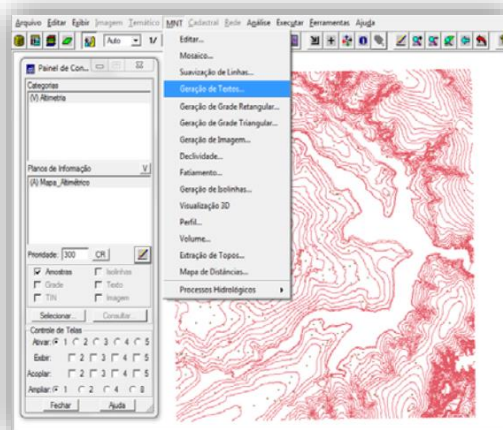 Arquivo Editar Exibir Imagem Temático MNT Cadastral Rede Análise Executar Ferramentas Ajuda
Auto 1/
Editar...
Mosaico...
Suavização de Linhas...
Geração de Textos...
Geração de Grade Retangular...
Geração de Grade Triangular...
Geração de Imagem...
Declividade...
Fatiamento...
Geração de Isolinhas...
Visualização 3D
Perfil...
Volume...
Extração de Topos...
Mapa de Distâncias...
Processos Hidrológicos
Painel de Con...
Categorias
(V) Altimetria
Planos de Informação V
(A) Mapa_Altimétrico
Prioridade: 300 CR
Amostras Isolinhas
Grade Texto
TIN Imagem
Selecionar... Consultar
Controle de Telas
Ativar: 1 2 3 4 5
Exibir: 2 3 4 5
Acoplar: 2 3 4 5
Ampliar: 1 2 4 8
Fechar Ajuda